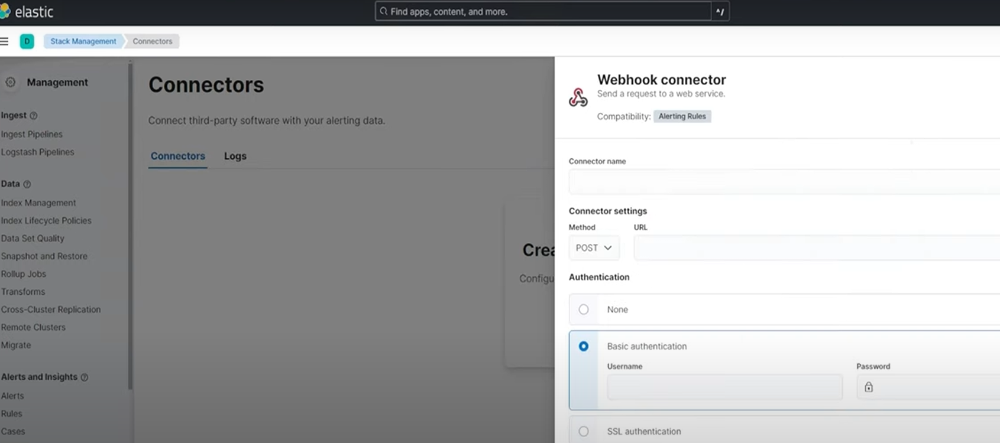 elastic
Find apps, content, and more.
^/
D
Stack Management
Connectors
Management
Ingest
Ingest Pipelines
Logstash Pipelines
Data
Index Management
Index Lifecycle Policies
Data Set Quality
Snapshot and Restore
Rollup Jobs
Transforms
Cross-Cluster Replication
Remote Clusters
Migrate
Alerts and Insights
Alerts
Rules
Cases
Connectors
Connect third-party software with your alerting data.
Connectors Logs
Crea
Configu
Webhook connector
Send a request to a web service.
Compatibility: Alerting Rules
Connector name
Connector settings
Method URL
POST
Authentication
None
Basic authentication
Username Password
SSL authentication